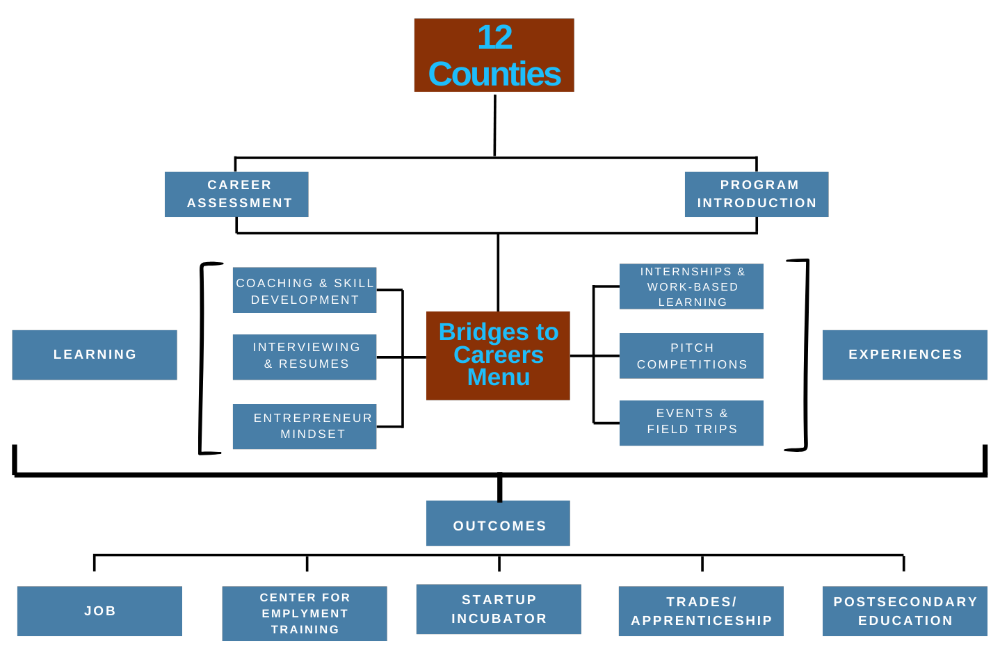 12
Counties
CAREER
ASSESSMENT
PROGRAM
INTRODUCTION
COACHING & SKILL
DEVELOPMENT
INTERNSHIPS &
WORK-BASED
LEARNING
Bridges to
Careers
Menu
LEARNING
INTERVIEWING
& RESUMES
PITCH
COMPETITIONS
EXPERIENCES
ENTREPRENEUR
MINDSET
EVENTS &
FIELD TRIPS
OUTCOMES
JOB
CENTER FOR
EMPLYMENT
TRAINING
STARTUP
INCUBATOR
TRADES/
APPRENTICESHIP
POSTSECONDARY
EDUCATION